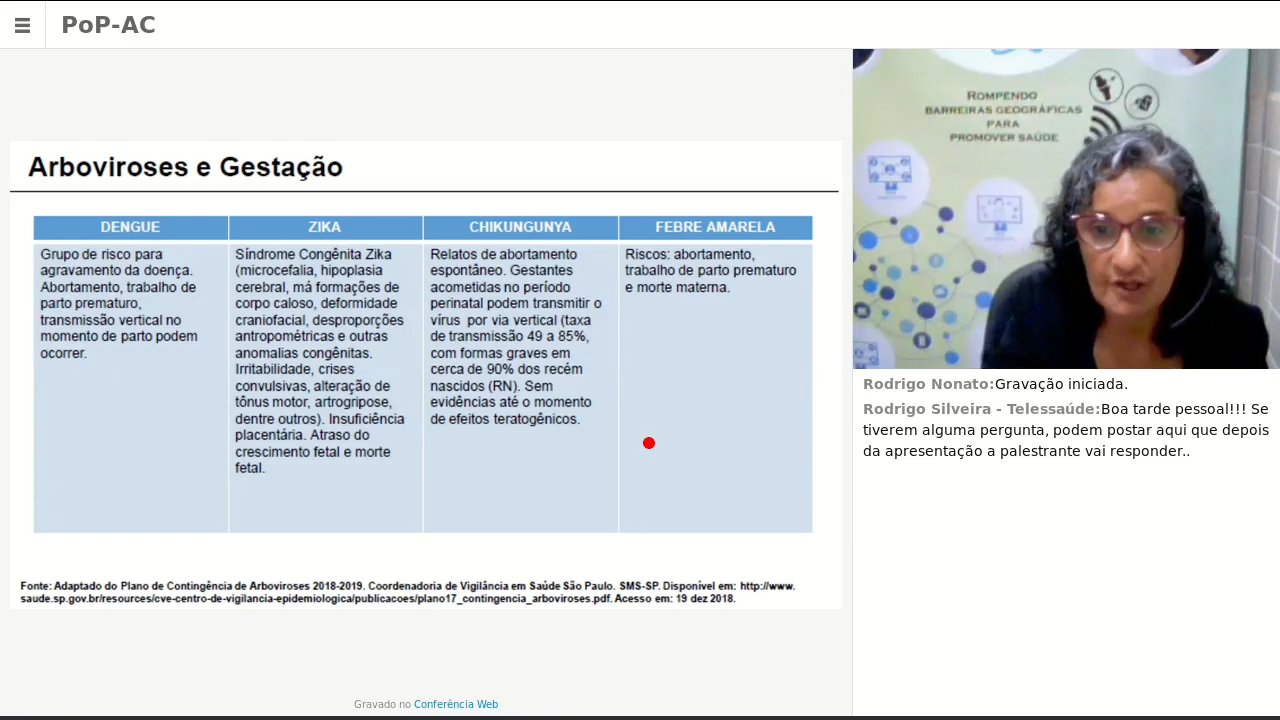 PoP-AC
Arboviroses e Gestação
DENGUE
Grupo de risco para
agravamento da doença.
Abortamento, trabalho de
parto prematuro,
transmissão vertical no
momento de parto podem
ocorrer.
ZIKA
Síndrome Congênita Zika
(microcefalia, hipoplasia
cerebral, má formações de
corpo caloso, deformidade
craniofacial, desproporções
antropométricas e outras
anomalias congênitas.
Irritabilidade, crises
convulsivas, alteração de
tônus motor, artrogripose,
dentre outros). Insuficiência
placentária. Atraso do
crescimento fetal e morte
fetal.
CHIKUNGUNYA
Relatos de abortamento
espontâneo. Gestantes
acometidas no período
perinatal podem transmitir o
vírus por via vertical (taxa
de transmissão 49 a 85%,
com formas graves em
cerca de 90% dos recém
nascidos (RN). Sem
evidências até o momento
de efeitos teratogênicos.
FEBRE AMARELA
Riscos: abortamento,
trabalho de parto prematuro
e morte materna.
Fonte: Adaptado do Plano de Contingência de Arboviroses 2018-2019. Coordenadoria de Vigilância em Saúde São Paulo. SMS-SP. Disponível em: http://www.
saude.sp.gov.br/resources/cve-centro-de-vigilancia-epidemiologica/publicacoes/plano17_contingencia_arboviroses.pdf. Acesso em: 19 dez 2018.
Gravado no Conferência Web
ROMPENDO
BARREIRAS GEOGRÁFICAS
PARA
PROMOVER SAÚDE
Rodrigo Nonato:Gravação iniciada.
Rodrigo Silveira - Telessaúde:Boa tarde pessoal!!! Se
tiverem alguma pergunta, podem postar aqui que depois
da apresentação a palestrante vai responder..